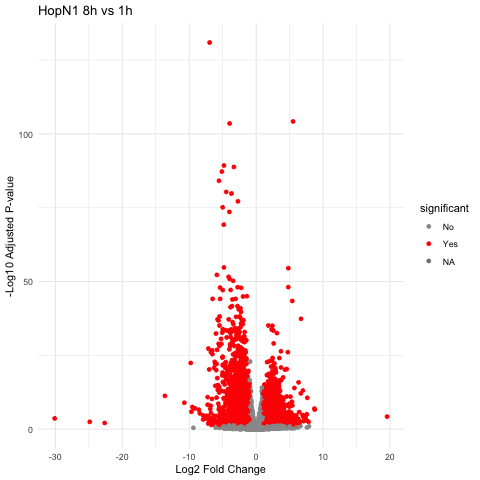 HopN1 8h vs 1h
-Log10 Adjusted P-value
100
50
0
-30
-20
-10
0
10
20
Log2 Fold Change
significant
No
Yes
NA